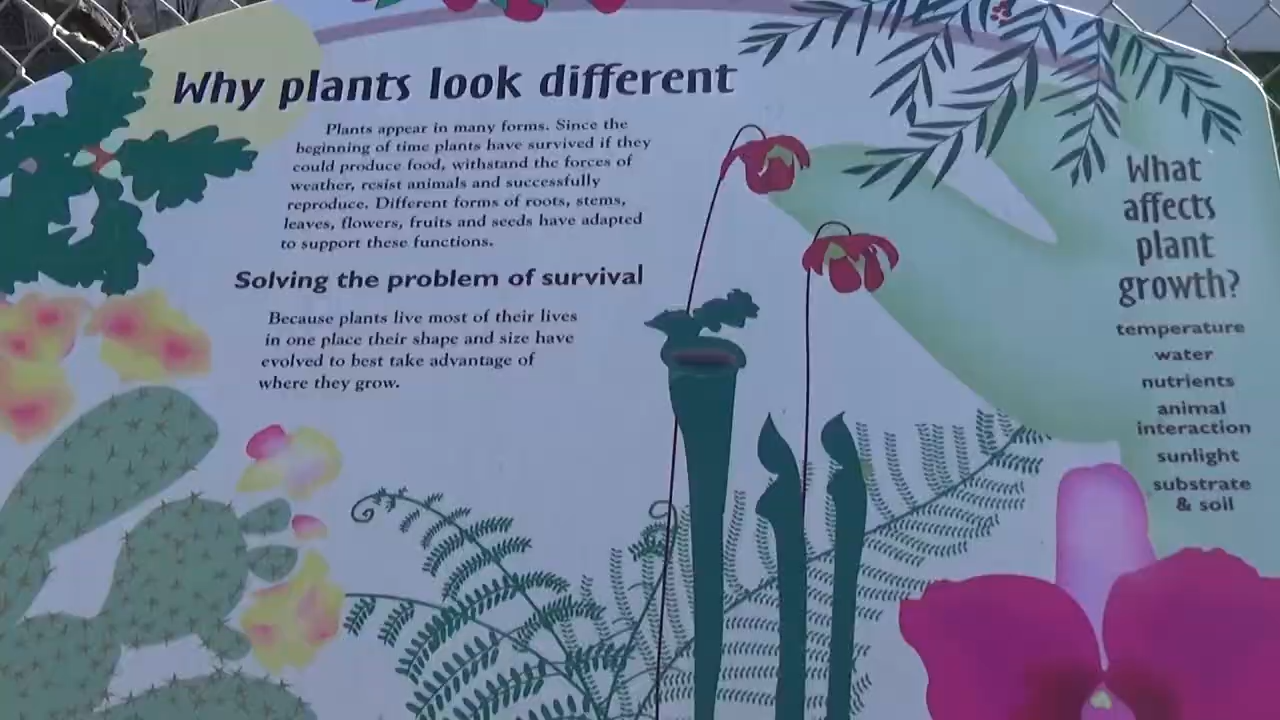 Why plants look different
Plants appear in many forms. Since the
beginning of time plants have survived if they
could produce food, withstand the forces of
weather, resist animals and successfully
reproduce. Different forms of roots, stems,
leaves, flowers, fruits and seeds have adapted
to support these functions.
Solving the problem of survival
Because plants live most of their lives
in one place their shape and size have
evolved to best take advantage of
where they grow.
What
affects
plant
growth?
temperature
water
nutrients
animal
interaction
sunlight
substrate
& soil